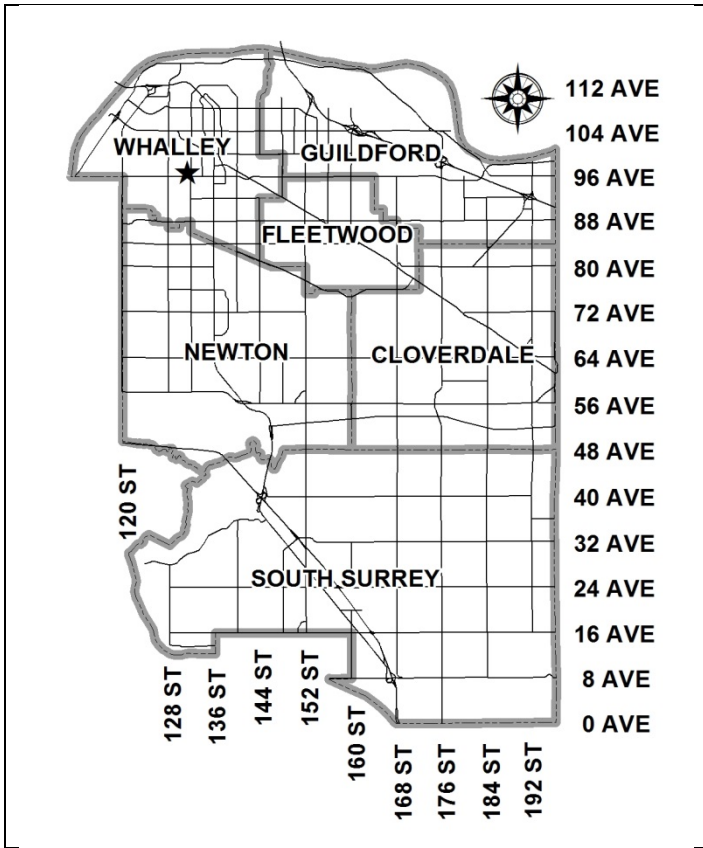 112 AVE
104 AVE
WHALLEY
GUILDFORD
96 AVE
88 AVE
FLEETWOOD
80 AVE
72 AVE
NEWTON
CLOVERDALE
64 AVE
56 AVE
48 AVE
120 ST
40 AVE
32 AVE
SOUTH SURREY
24 AVE
16 AVE
128 ST
136 ST
144 ST
152 ST
8 AVE
160 ST
0 AVE
168 ST
176 ST
184 ST
192 ST